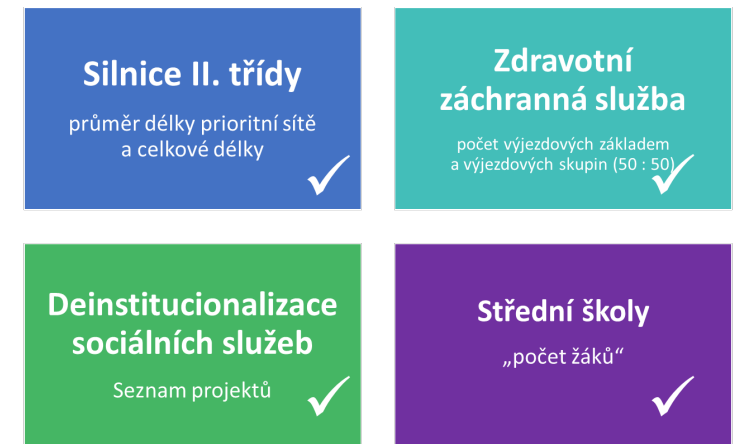 Silnice II. třídy
průměr délky prioritní sítě
a celkové délky
Zdravotní
záchranná služba
počet výjezdových základem
a výjezdových skupin (50 : 50)
Deinstitucionalizace
sociálních služeb
Seznam projektů
Střední školy
„počet žáků“